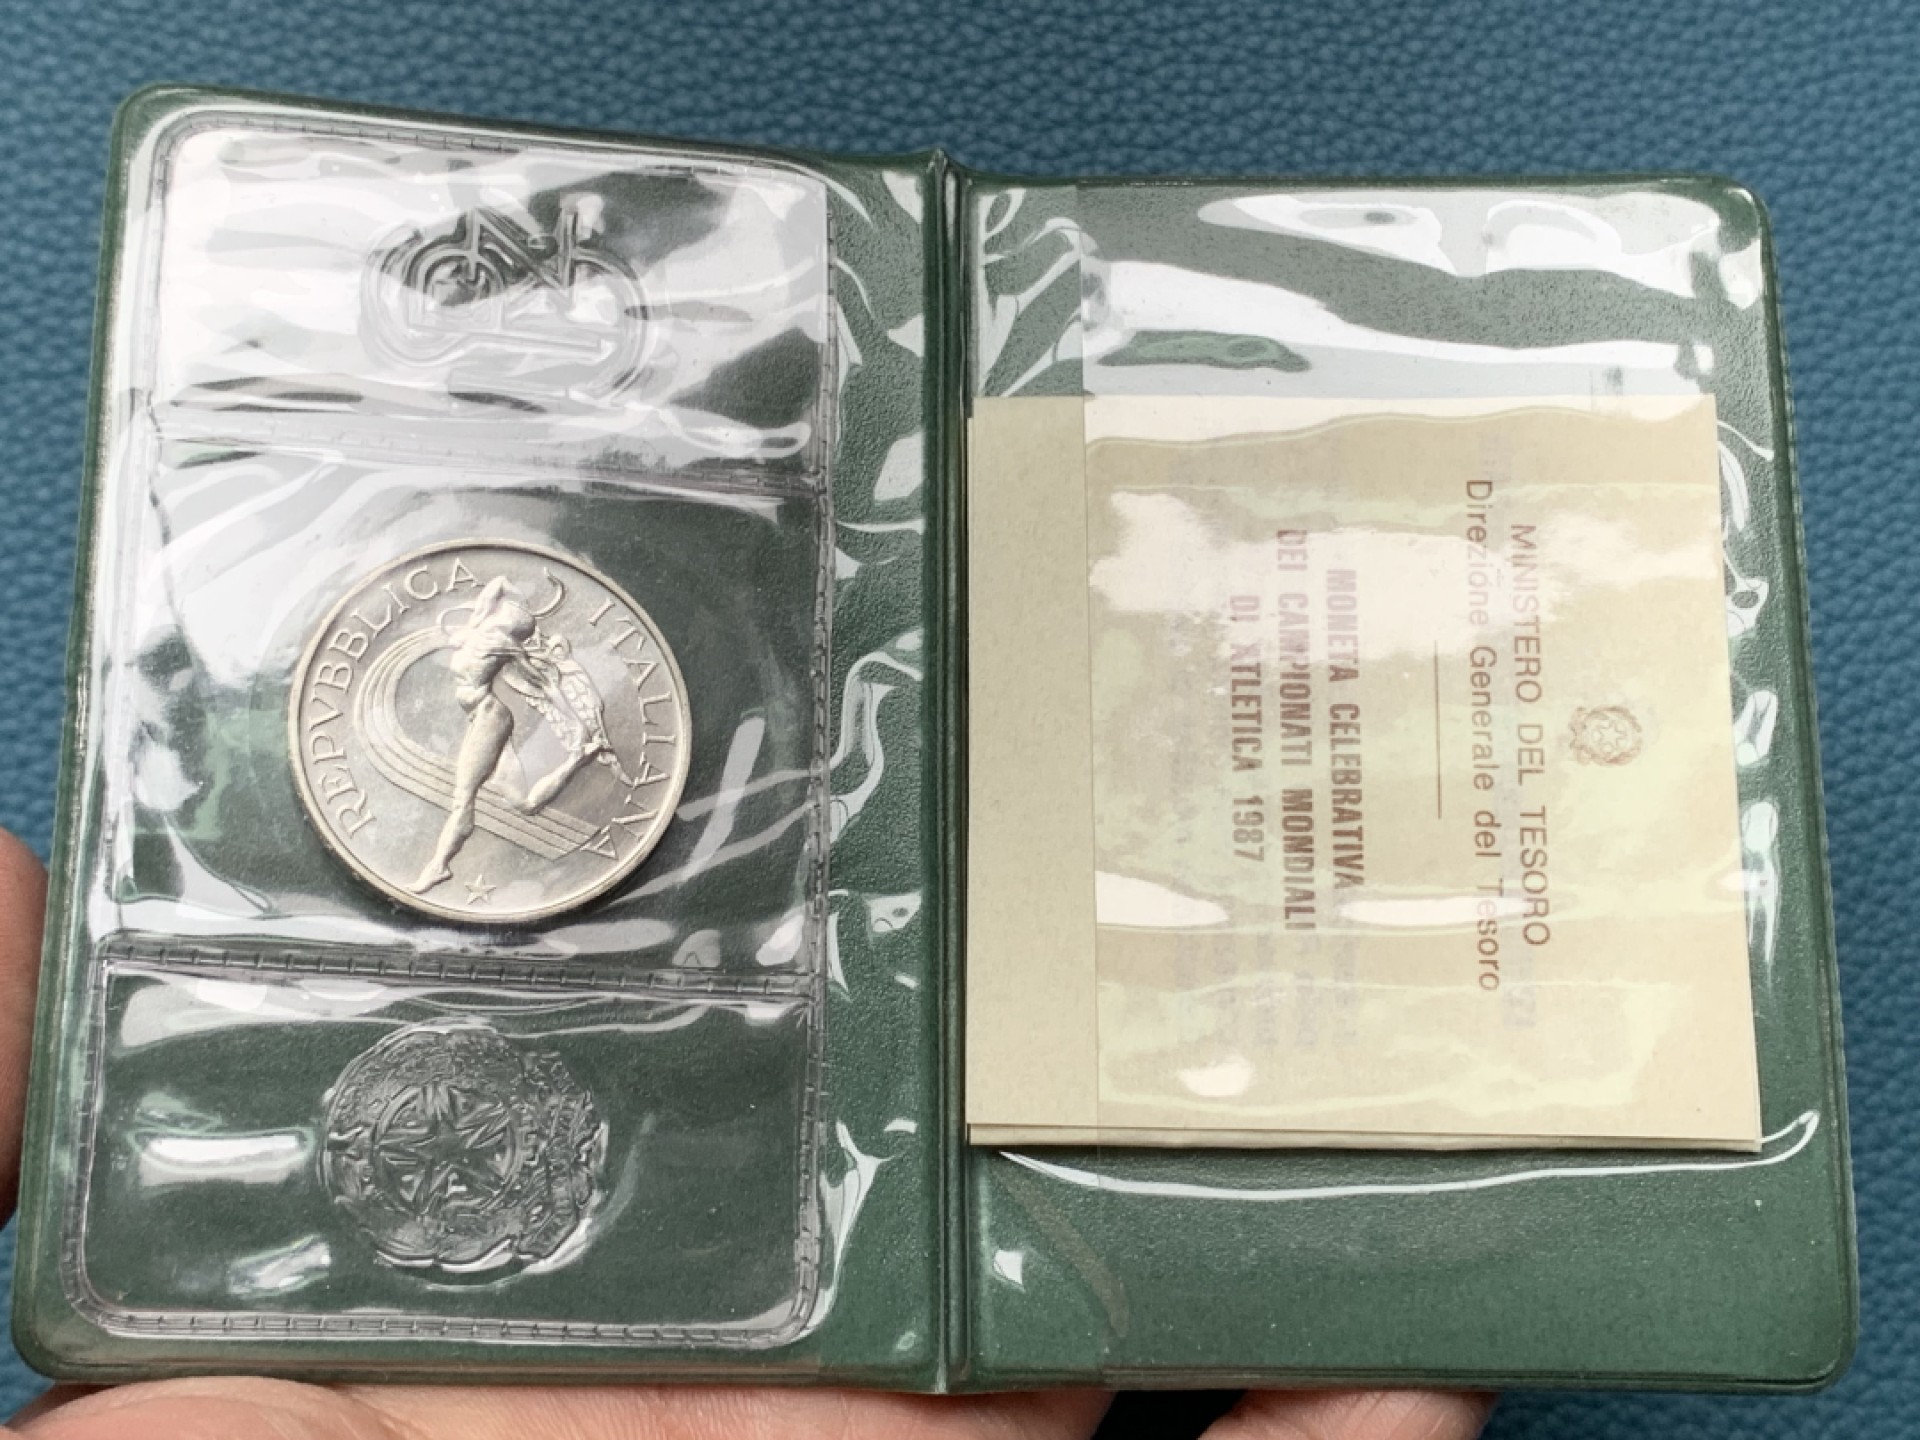 REPVBBLICA ITALIANA
MINISTERO DEL TESORO
Direzione Generale del Tesoro
MONETA CELEBRATIVA
DEI CAMPIONATI MONDIALI
DI ATLETICA 1987